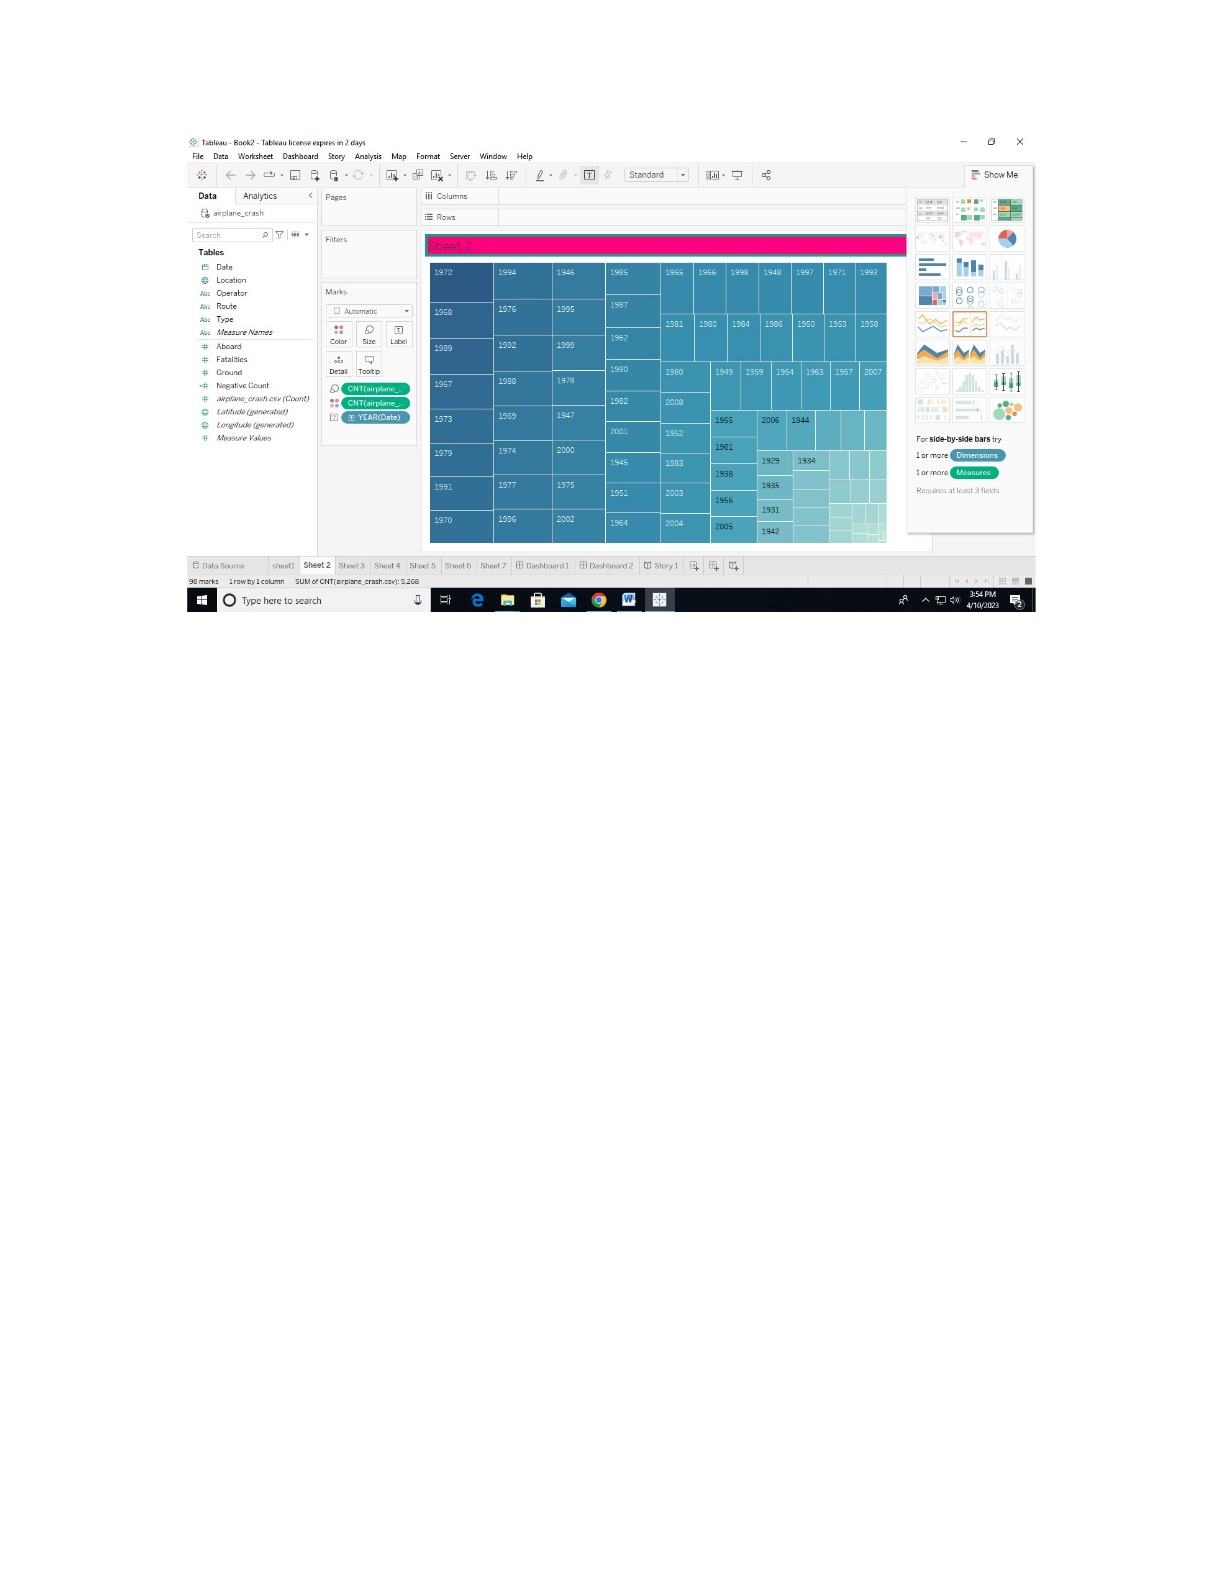 Tableau - Book2 - Tableau license expires in 2 days
File Data Worksheet Dashboard Story Analysis Map Format Server Window Help
Standard
Show Me
Data Analytics
airplane_crash
Search
Tables
Date
Location
Abc Operator
Abc Route
Abc Type
Abc Measure Names
Aboard
Fatalities
Ground
Negative Count
airplane_crash.csv (Count)
Latitude (generated)
Longitude (generated)
Measure Values
Pages
Filters
Marks
Automatic
Color Size Label
Detail Tooltip
CNT(airplane_..
CNT(airplane_..
YEAR(Date)
Columns
Rows
Sheet 2
1972
1968
1989
1967
1973
1979
1991
1970
1994
1976
1992
1988
1969
1974
1977
1996
1946
1995
1999
1978
1947
2000
1975
2002
1985
1987
1962
1990
1982
2001
1945
1951
1964
1965 1966 1998 1948 1997 1971 1993
1981 1980 1984 1986 1950 1953 1958
1960
2008
1952
1983
2003
2004
1949 1959 1954 1963 1957 2007
1955
1961
1938
1956
2005
2006 1944
1929 1934
1935
1931
1942
For side-by-side bars try
1 or more Dimensions
1 or more Measures
Requires at least 3 fields
Data Source sheet1 Sheet 2 Sheet 3 Sheet 4 Sheet 5 Sheet 6 Sheet 7 Dashboard 1 Dashboard 2 Story 1
98 marks 1 row by 1 column SUM of CNT(airplane_crash.csv): 5,268
Type here to search
3:54 PM
4/10/2023
2